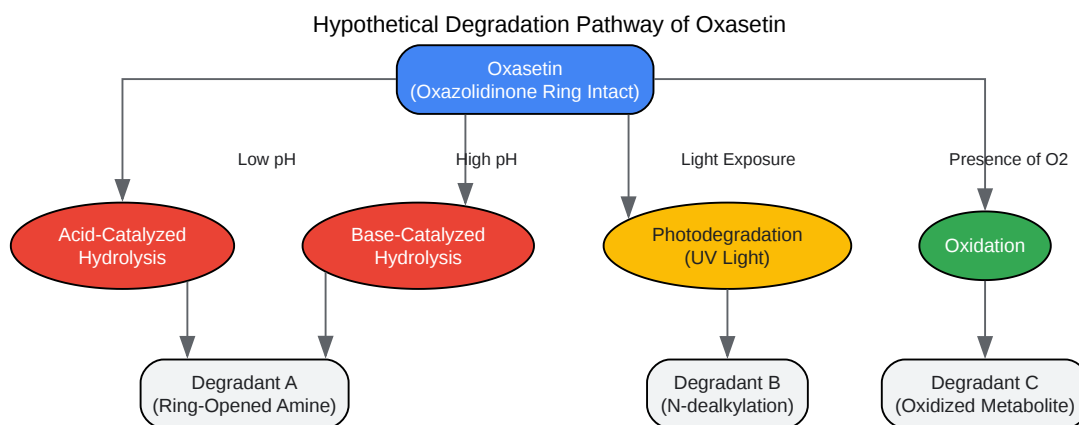 Hypothetical Degradation Pathway of Oxasetin
Oxasetin
(Oxazolidinone Ring Intact)
Low pH
High pH
Light Exposure
Presence of O2
Acid-Catalyzed
Hydrolysis
Base-Catalyzed
Hydrolysis
Photodegradation
(UV Light)
Oxidation
Degradant A
(Ring-Opened Amine)
Degradant B
(N-dealkylation)
Degradant C
(Oxidized Metabolite)